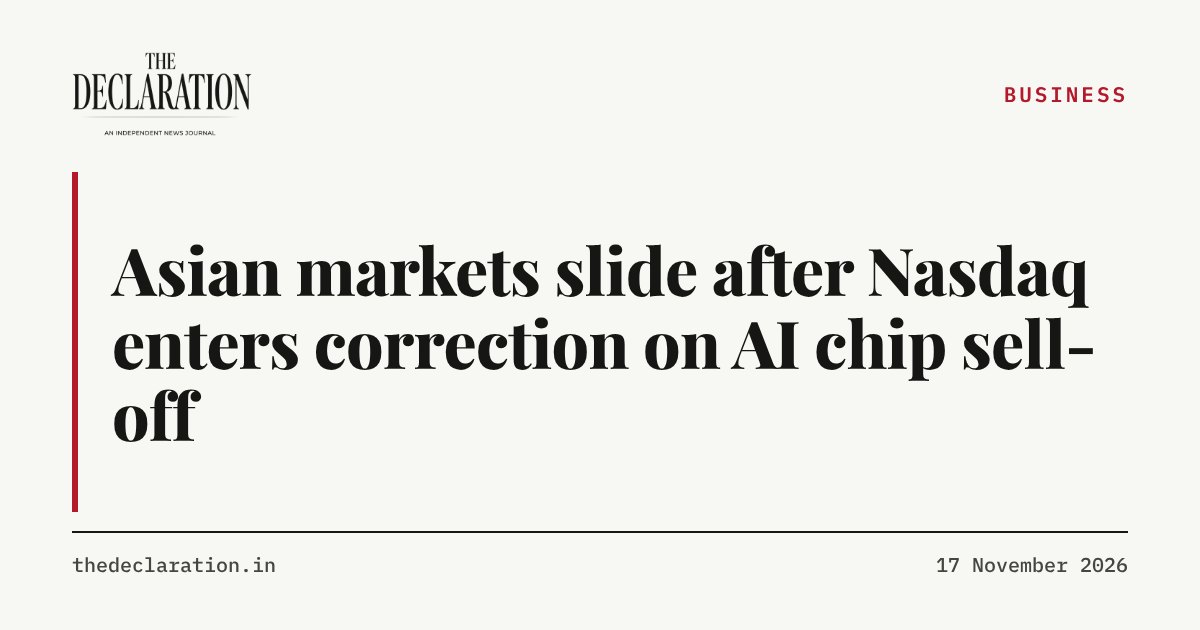 THE
DECLARATION
AN INDEPENDENT NEWS JOURNAL
BUSINESS
Asian markets slide after Nasdaq
enters correction on AI chip sell-
off
thedeclaration.in
17 November 2026